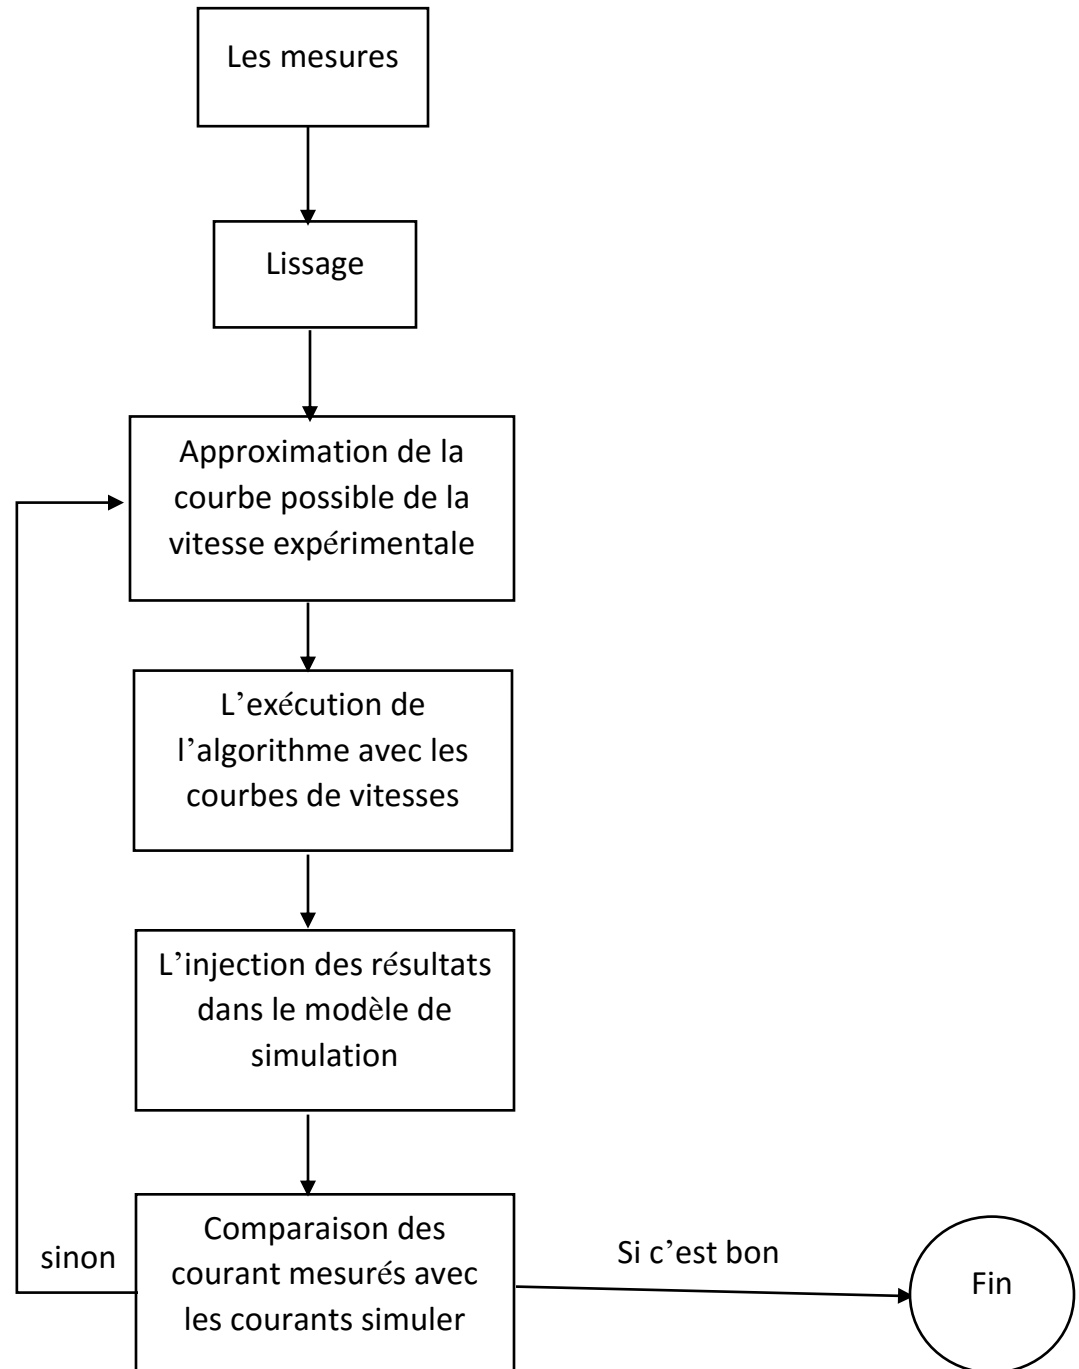 Les mesures
Lissage
Approximation de la
courbe possible de la
vitesse expérimentale
L’exécution de
l’algorithme avec les
courbes de vitesses
L’injection des résultats
dans le modèle de
simulation
Comparaison des
courant mesurés avec
les courants simuler
sinon
Si c’est bon
Fin